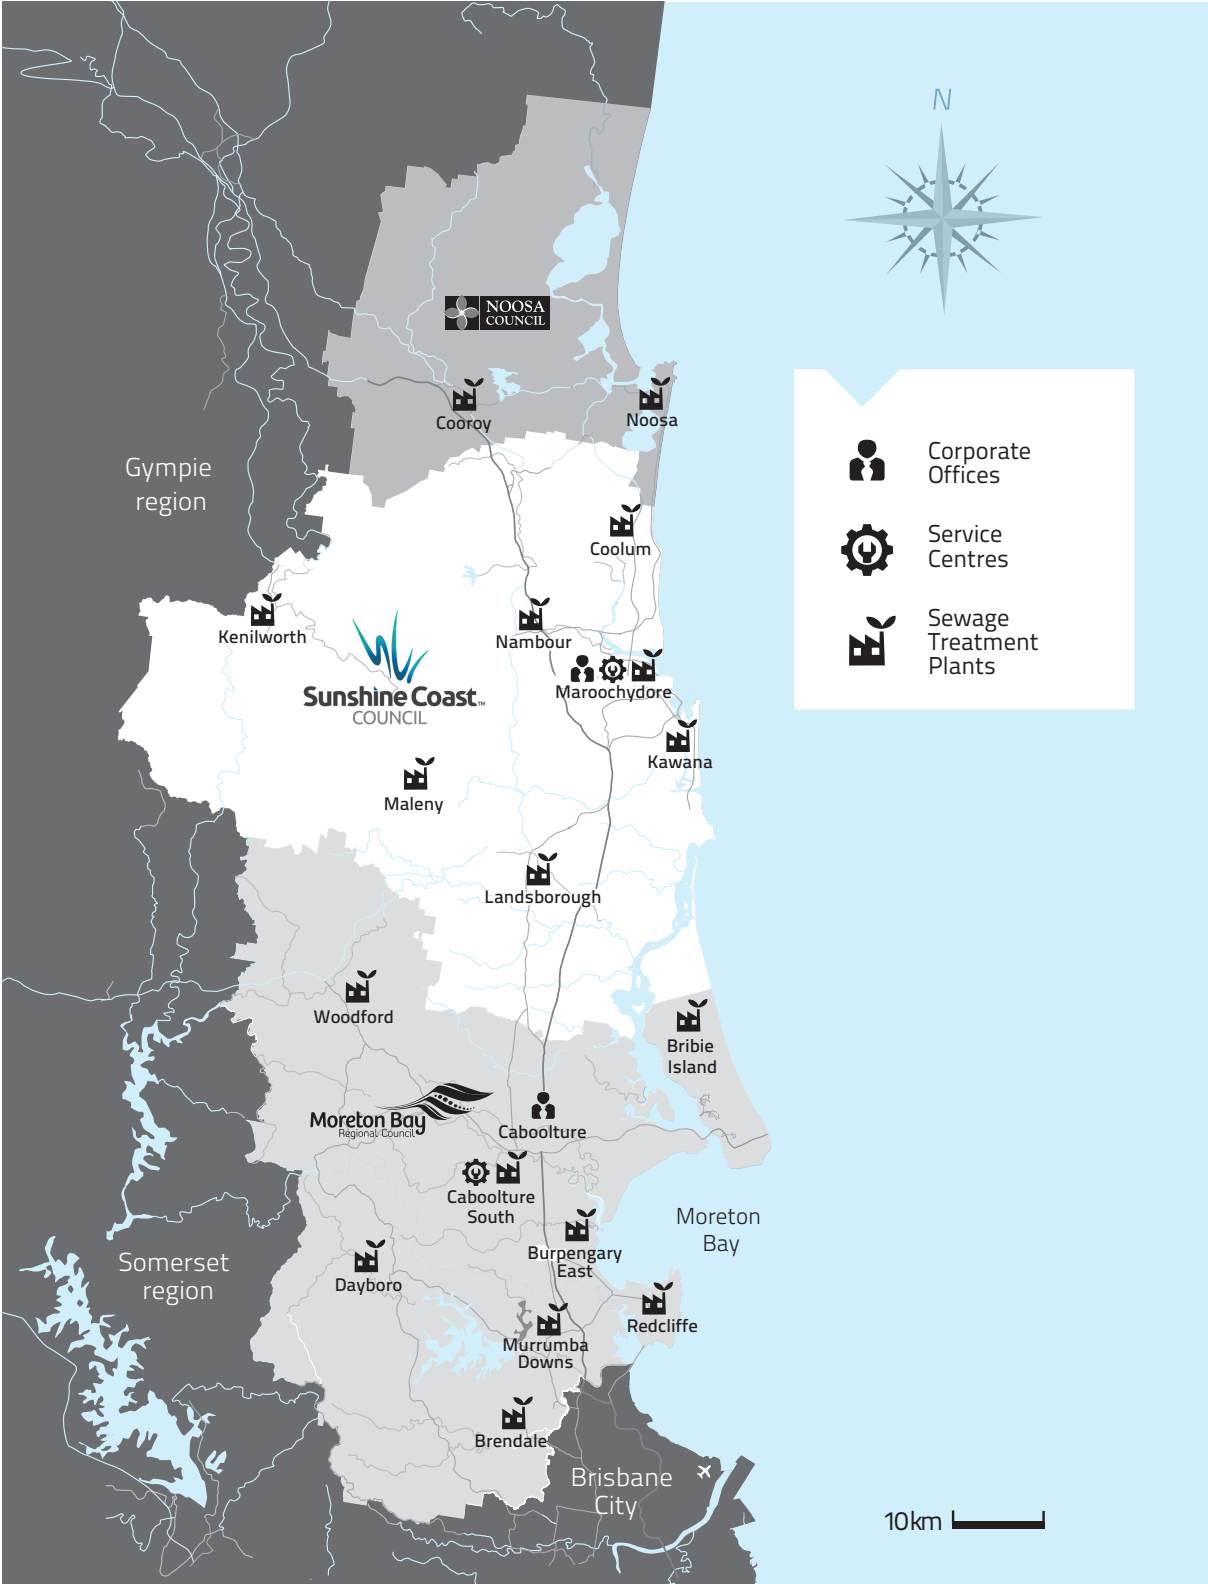 N
NOOSA
COUNCIL
Cooroy
Noosa
Gympie
region
Corporate
Offices
Service
Centres
Sewage
Treatment
Plants
Coolum
Kenilworth
Nambour
Sunshine Coast™
COUNCIL
Maroochydore
Kawana
Maleny
Landsborough
Woodford
Bribie
Island
Moreton Bay
Regional Council
Caboolture
Caboolture
South
Moreton
Bay
Burpengary
East
Somerset
region
Dayboro
Redcliffe
Murrumba
Downs
Brendale
Brisbane
City
10km